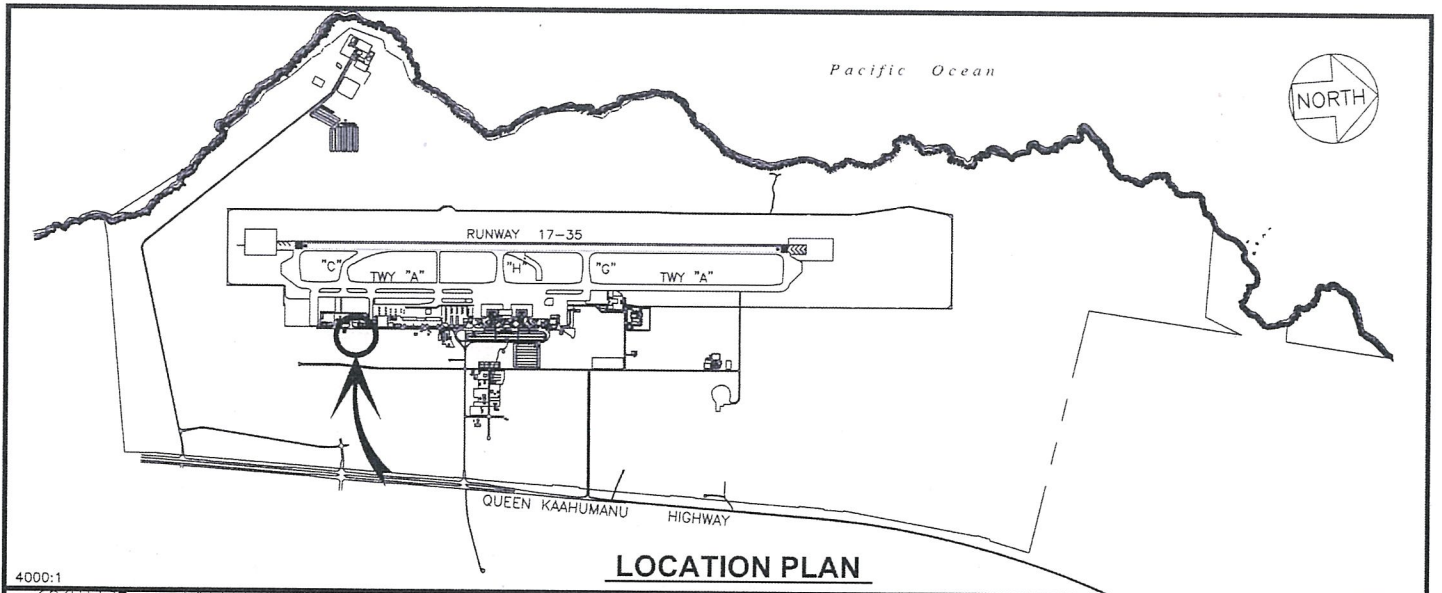 Pacific Ocean
NORTH
RUNWAY 17-35
"C"
TWY "A"
"H"
"G"
TWY "A"
QUEEN KAAHUMANU HIGHWAY
LOCATION PLAN
4000:1